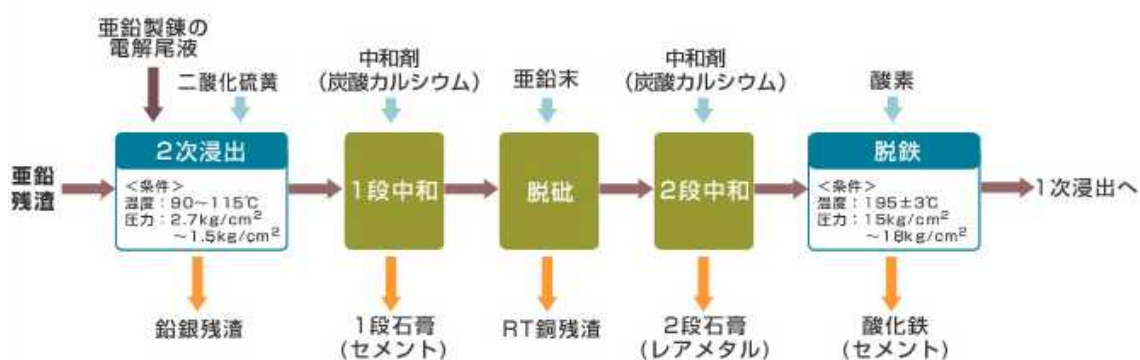 亜鉛製錬の
電解尾液
二酸化硫黄
中和剤
(炭酸カルシウム)
亜鉛末
中和剤
(炭酸カルシウム)
酸素
亜鉛
残渣
2次浸出
<条件>
温度：90～115℃
圧力：2.7kg/cm²
～1.5kg/cm²
1段中和
脱砒
2段中和
脱鉄
<条件>
温度：195±3℃
圧力：15kg/cm²
～18kg/cm²
1次浸出へ
鉛銀残渣
1段石膏
(セメント)
RT銅残渣
2段石膏
(レアメタル)
酸化鉄
(セメント)